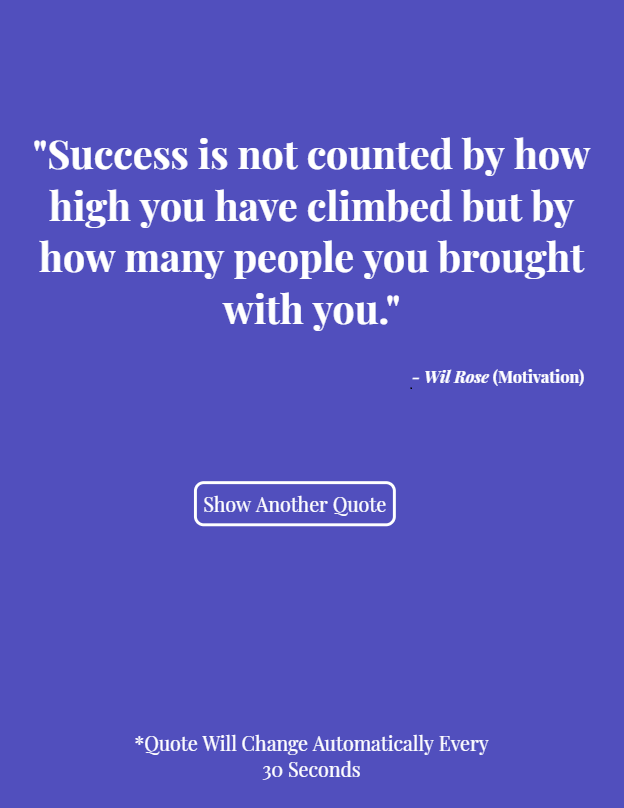 "Success is not counted by how
high you have climbed but by
how many people you brought
with you."
- Wil Rose (Motivation)
Show Another Quote
*Quote Will Change Automatically Every
30 Seconds